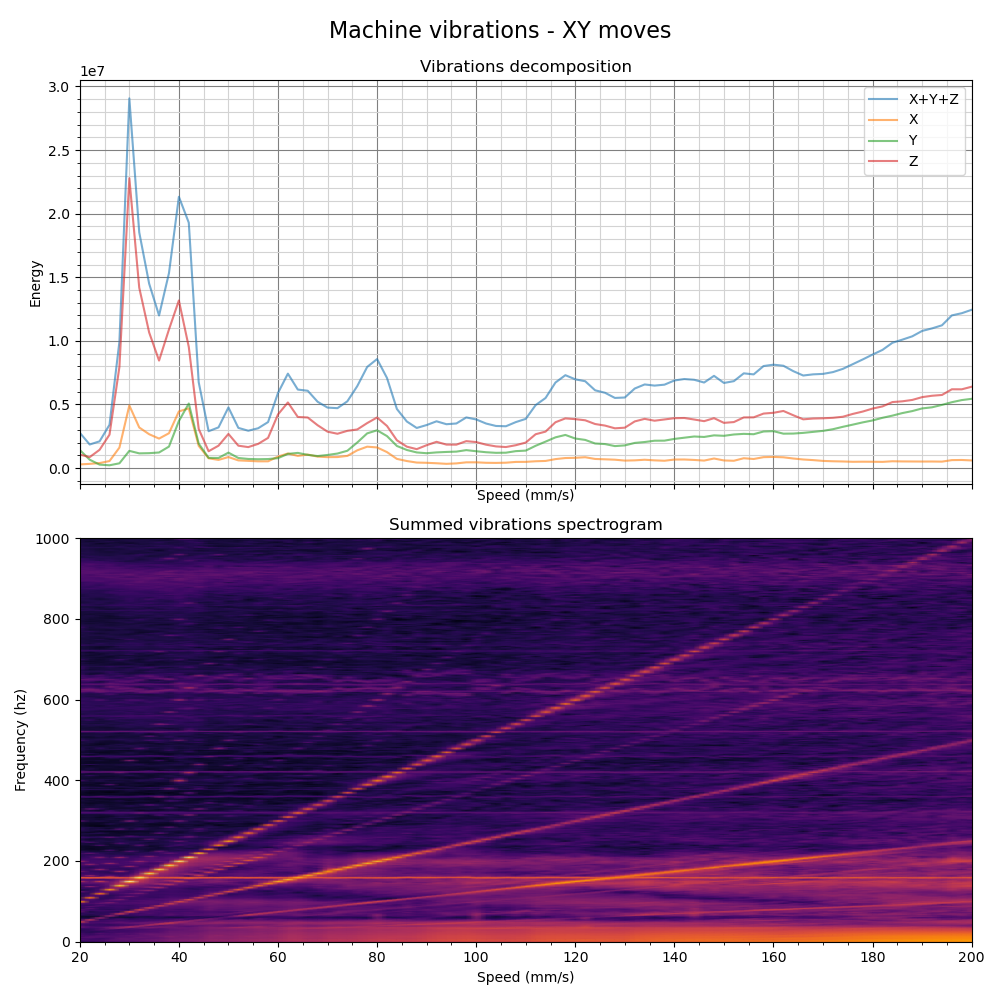 Machine vibrations - XY moves
Vibrations decomposition
1e7
3.0
2.5
2.0
1.5
1.0
0.5
0.0
Energy
X+Y+Z
X
Y
Z
Speed (mm/s)
Summed vibrations spectrogram
1000
800
600
400
200
0
Frequency (hz)
20 40 60 80 100 120 140 160 180 200
Speed (mm/s)